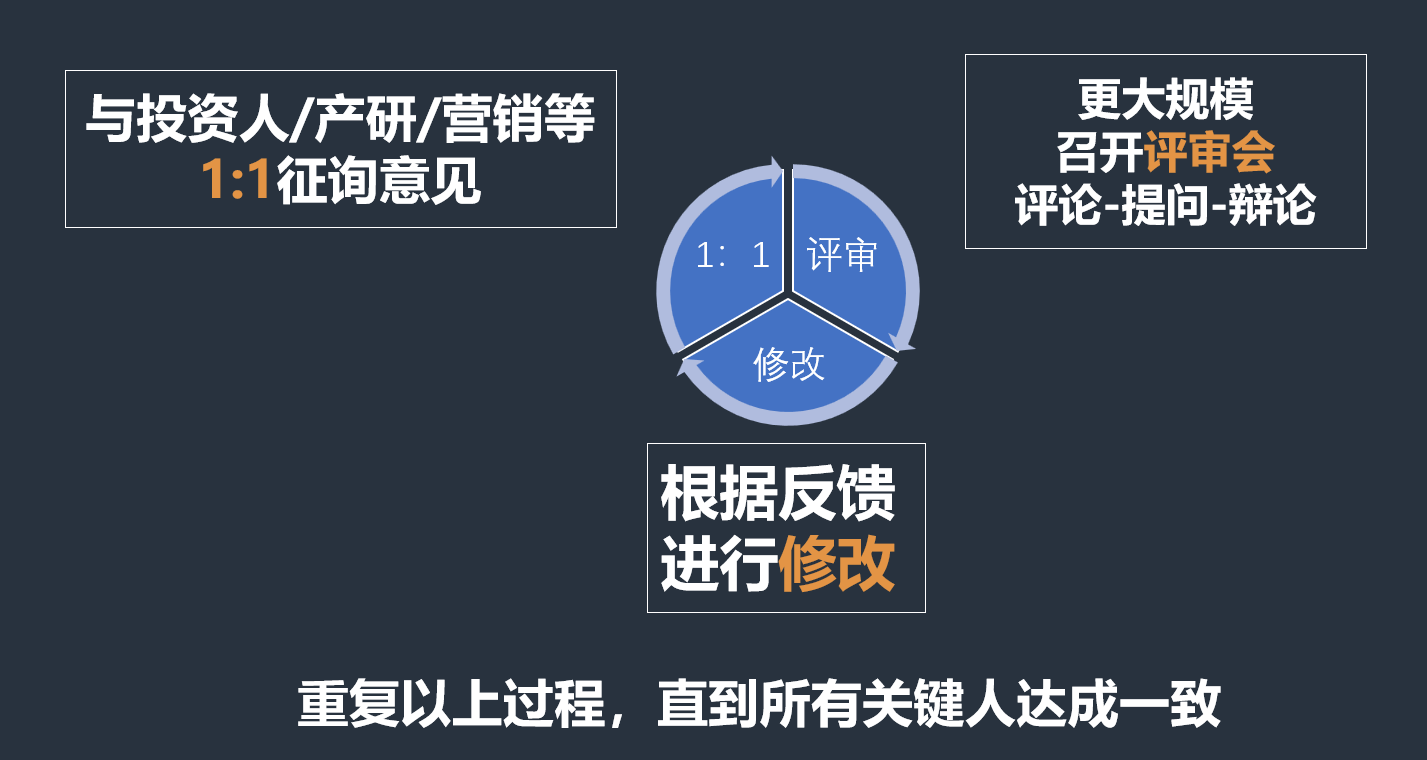 与投资人/产研/营销等
1:1征询意见
更大规模
召开评审会
评论-提问-辩论
1：1
评审
修改
根据反馈
进行修改
重复以上过程，直到所有关键人达成一致